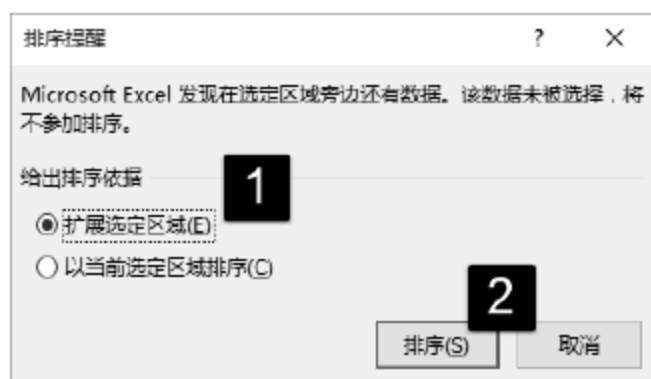 排序提醒 ? ×
Microsoft Excel 发现在选定区域旁边还有数据。该数据未被选择，将
不参加排序。
给出排序依据
1
扩展选定区域(E)
以当前选定区域排序(C)
2
排序(S) 取消